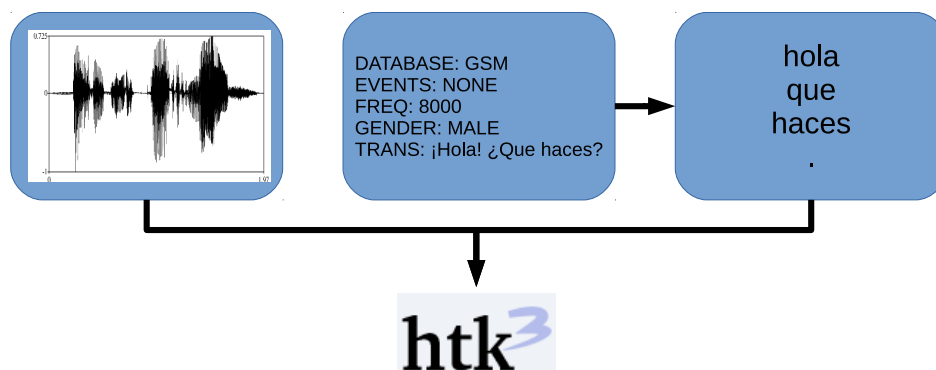 0.725
0
-1
0
1.97
DATABASE: GSM
EVENTS: NONE
FREQ: 8000
GENDER: MALE
TRANS: ¡Hola! ¿Que haces?
hola
que
haces
.
htk3